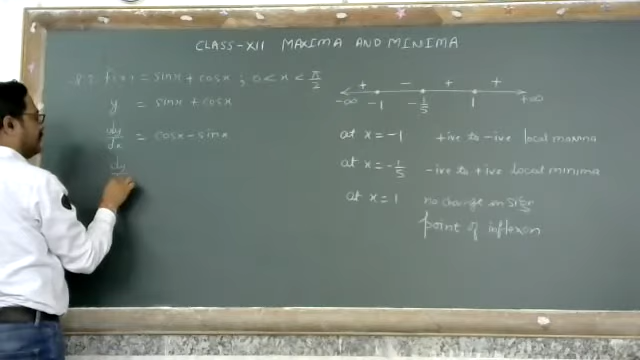 CLASS-XII MAXIMA AND MINIMA
f(x) = sinx + cosx ; 0 < x < π/2
y = sinx + cosx
dy/dx = cosx - sinx
dy
+ - + +
-∞ -1 -1/5 1 +∞
at x = -1 +ive to -ive local maxima
at x = -1/5 -ive to +ive local minima
at x = 1 no change in sign
point of inflexon